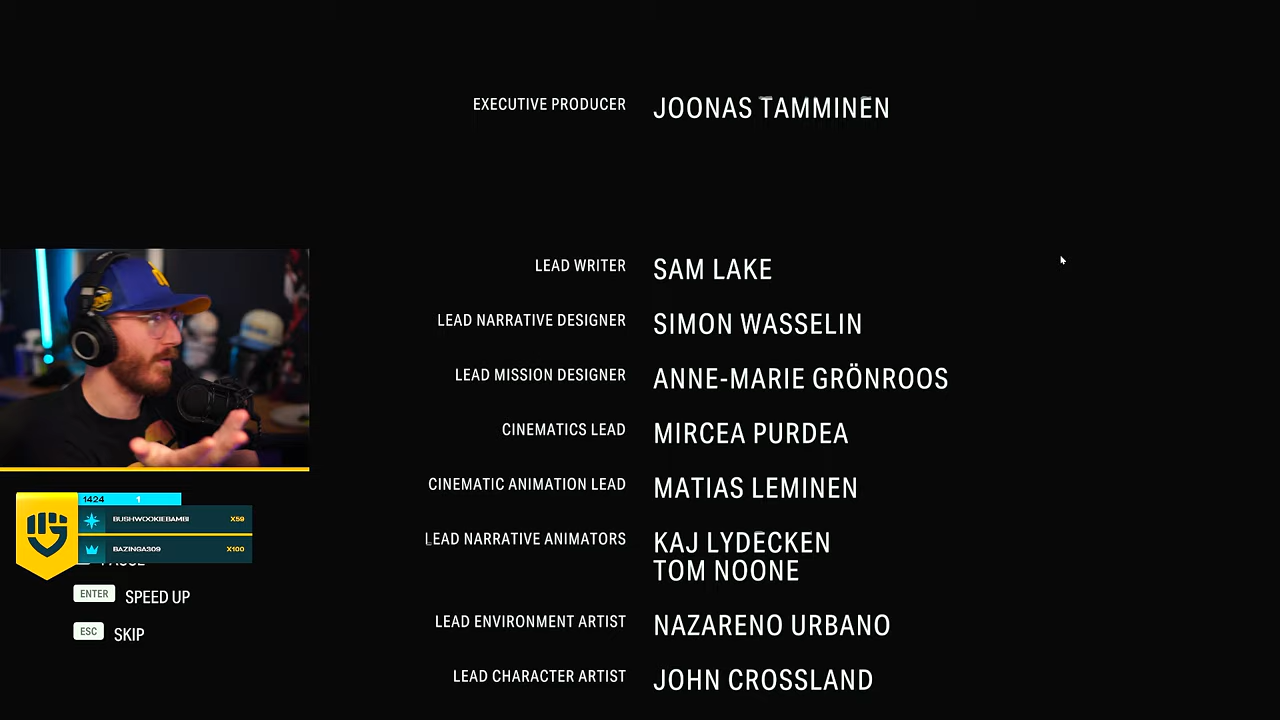 EXECUTIVE PRODUCER JOONAS TAMMINEN
LEAD WRITER SAM LAKE
LEAD NARRATIVE DESIGNER SIMON WASSELIN
LEAD MISSION DESIGNER ANNE-MARIE GRÖNROOS
CINEMATICS LEAD MIRCEA PURDEA
CINEMATIC ANIMATION LEAD MATIAS LEMINEN
LEAD NARRATIVE ANIMATORS KAJ LYDECKEN
TOM NOONE
LEAD ENVIRONMENT ARTIST NAZARENO URBANO
LEAD CHARACTER ARTIST JOHN CROSSLAND
1424 1
BUSHWOOKIEBAMBI X59
BAZINGA309 X100
ENTER SPEED UP
ESC SKIP